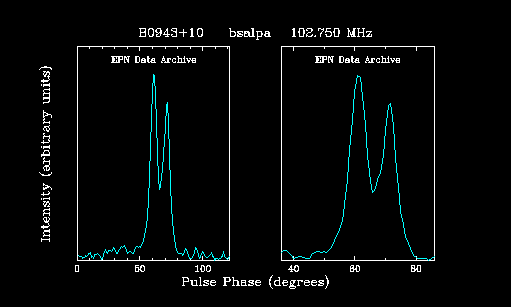 B0943+10 bsalpa 102.750 MHz
EPN Data Archive EPN Data Archive
Intensity (arbitrary units)
0 50 100 40 60 80
Pulse Phase (degrees)